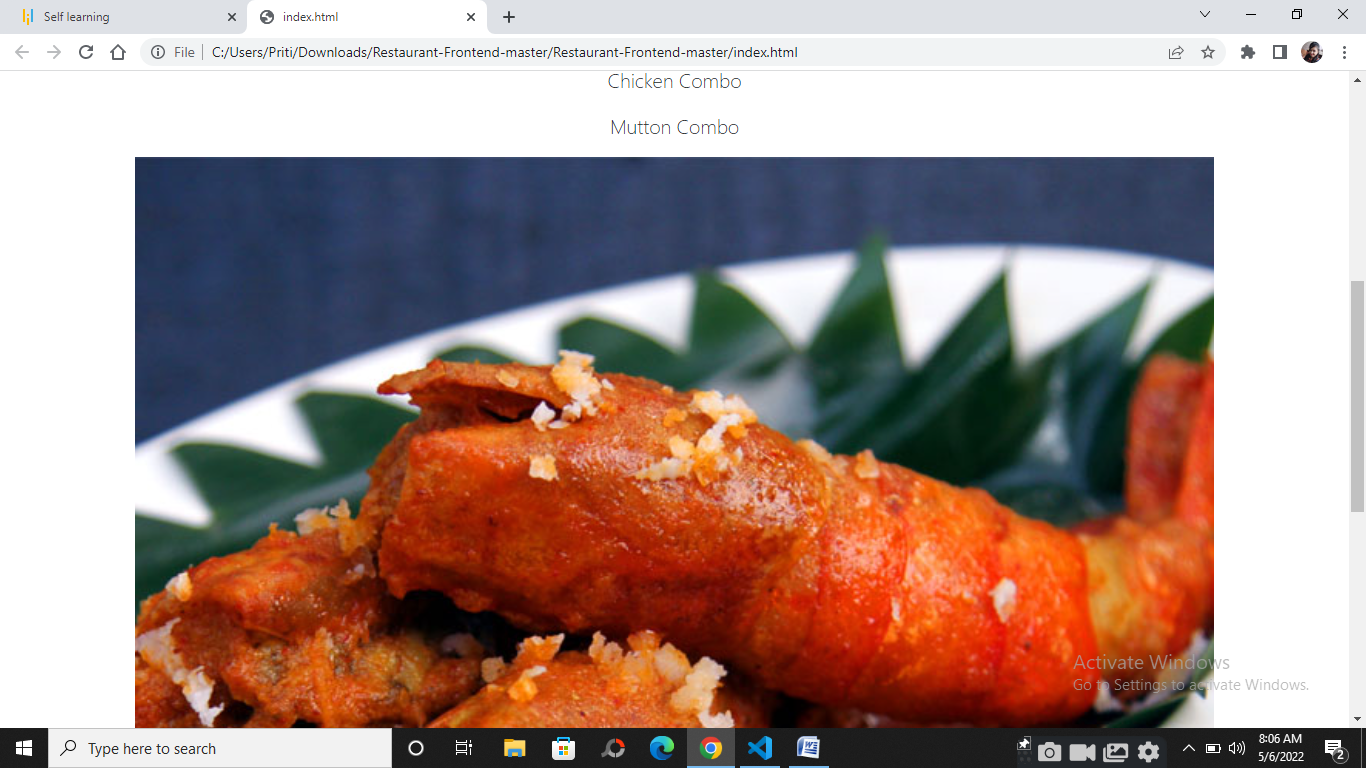 Self learning
index.html
File
C:/Users/Priti/Downloads/Restaurant-Frontend-master/Restaurant-Frontend-master/index.html
Chicken Combo
Mutton Combo
Activate Windows
Go to Settings to activate Windows.
Type here to search
8:06 AM
5/6/2022
2